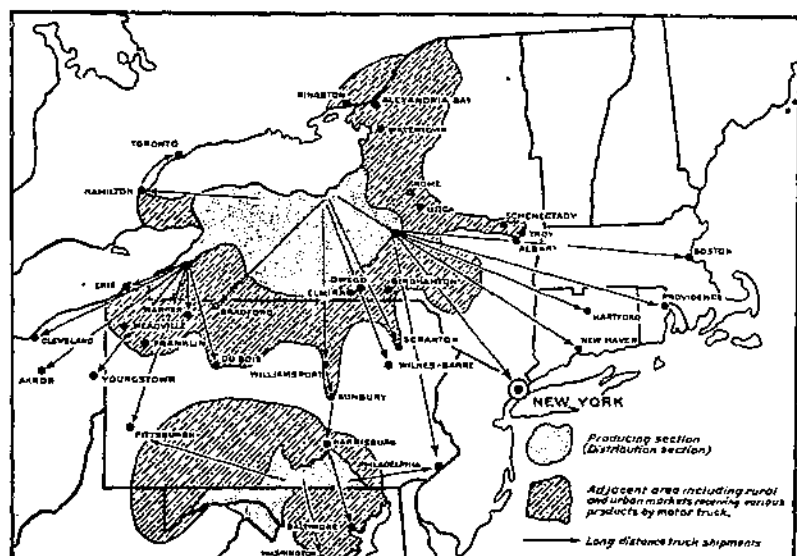 KINGSTON
ALEXANDRIA BAY
WATERTOWN
TORONTO
HAMILTON
ROME
UTICA
SCHENECTADY
TROY
ALBANY
BOSTON
ERIE
OWEGO
BINGHAMTON
ELMIRA
PROVIDENCE
WARREN
BRADFORD
HARTFORD
MEADVILLE
CLEVELAND
FRANKLIN
SCRANTON
NEW HAVEN
AKRON
YOUNGSTOWN
DU BOIS
WILLIAMSPORT
WILKES-BARRE
SUNBURY
NEW YORK
PITTSBURGH
HARRISBURG
PHILADELPHIA
BALTIMORE
WASHINGTON
Producing section
(Distribution section)
Adjacent area including rural
and urban markets receiving various
products by motor truck.
Long distance truck shipments